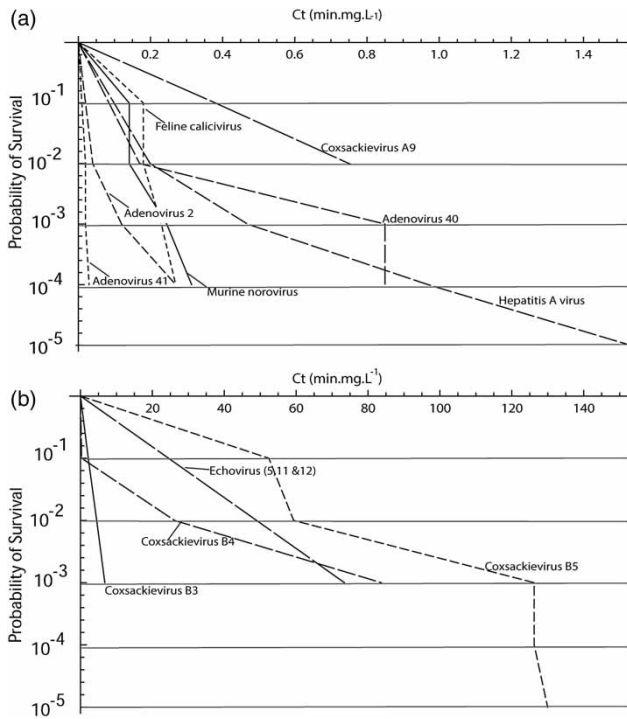 (a)
Ct (min.mg.L-1)
0.2 0.4 0.6 0.8 1.0 1.2 1.4
Probability of Survival
10-1
10-2
10-3
10-4
10-5
Feline calicivirus
Coxsackievirus A9
Adenovirus 2
Adenovirus 40
Adenovirus 41
Murine norovirus
Hepatitis A virus
(b)
Ct (min.mg.L-1)
20 40 60 80 100 120 140
Probability of Survival
10-1
10-2
10-3
10-4
10-5
Echovirus (5,11 &12)
Coxsackievirus B4
Coxsackievirus B5
Coxsackievirus B3